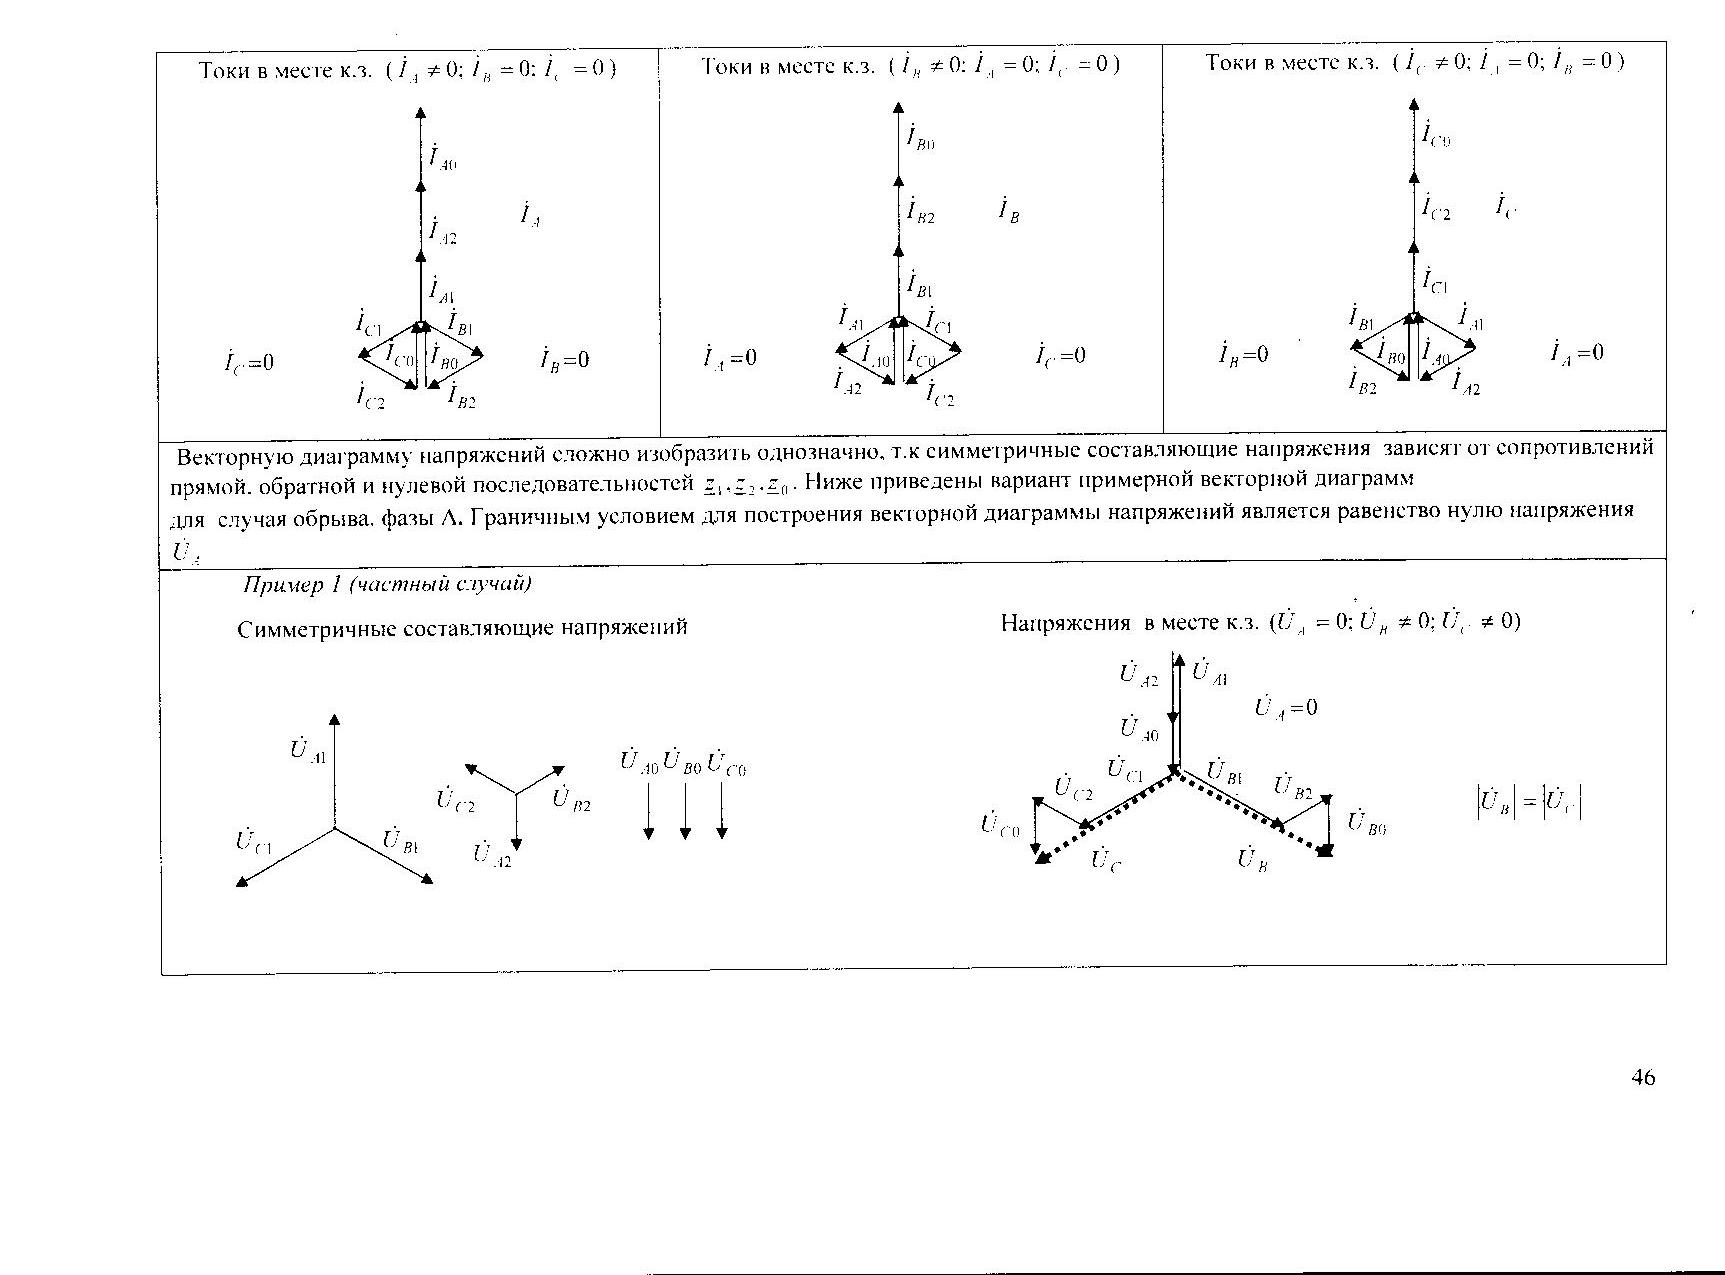 Токи в месте к.з. (İ_A ≠ 0; İ_B = 0; İ_C = 0)
Токи в месте к.з. (İ_B ≠ 0; İ_A = 0; İ_C = 0)
Токи в месте к.з. (İ_C ≠ 0; İ_A = 0; İ_B = 0)
İ_A0
İ_A2
İ_A
İ_A1
İ_C1
İ_B1
İ_C=0
İ_C0
İ_B0
İ_B=0
İ_C2
İ_B2
İ_B0
İ_B2
İ_B
İ_B1
İ_A1
İ_C1
İ_A=0
İ_A0
İ_C0
İ_C=0
İ_A2
İ_C2
İ_C0
İ_C2
İ_C
İ_C1
İ_B1
İ_A1
İ_B=0
İ_B0
İ_A0
İ_A=0
İ_B2
İ_A2
Векторную диаграмму напряжений сложно изобразить однозначно, т.к симметричные составляющие напряжения зависят от сопротивлений
прямой, обратной и нулевой последовательностей z_1, z_2, z_0. Ниже приведены вариант примерной векторной диаграмм
для случая обрыва. фазы А. Граничным условием для построения векторной диаграммы напряжений является равенство нулю напряжения
U̇_A
Пример 1 (частный случай)
Симметричные составляющие напряжений
U̇_A1
U̇_C1
U̇_B1
U̇_C2
U̇_B2
U̇_A2
U̇_A0 U̇_B0 U̇_C0
Напряжения в месте к.з. (U̇_A = 0; U̇_B ≠ 0; U̇_C ≠ 0)
U̇_A2
U̇_A1
U̇_A=0
U̇_A0
U̇_C1
U̇_B1
U̇_C2
U̇_B2
U̇_C0
U̇_B0
U̇_C
U̇_B
|U̇_B| = |U̇_C|
46